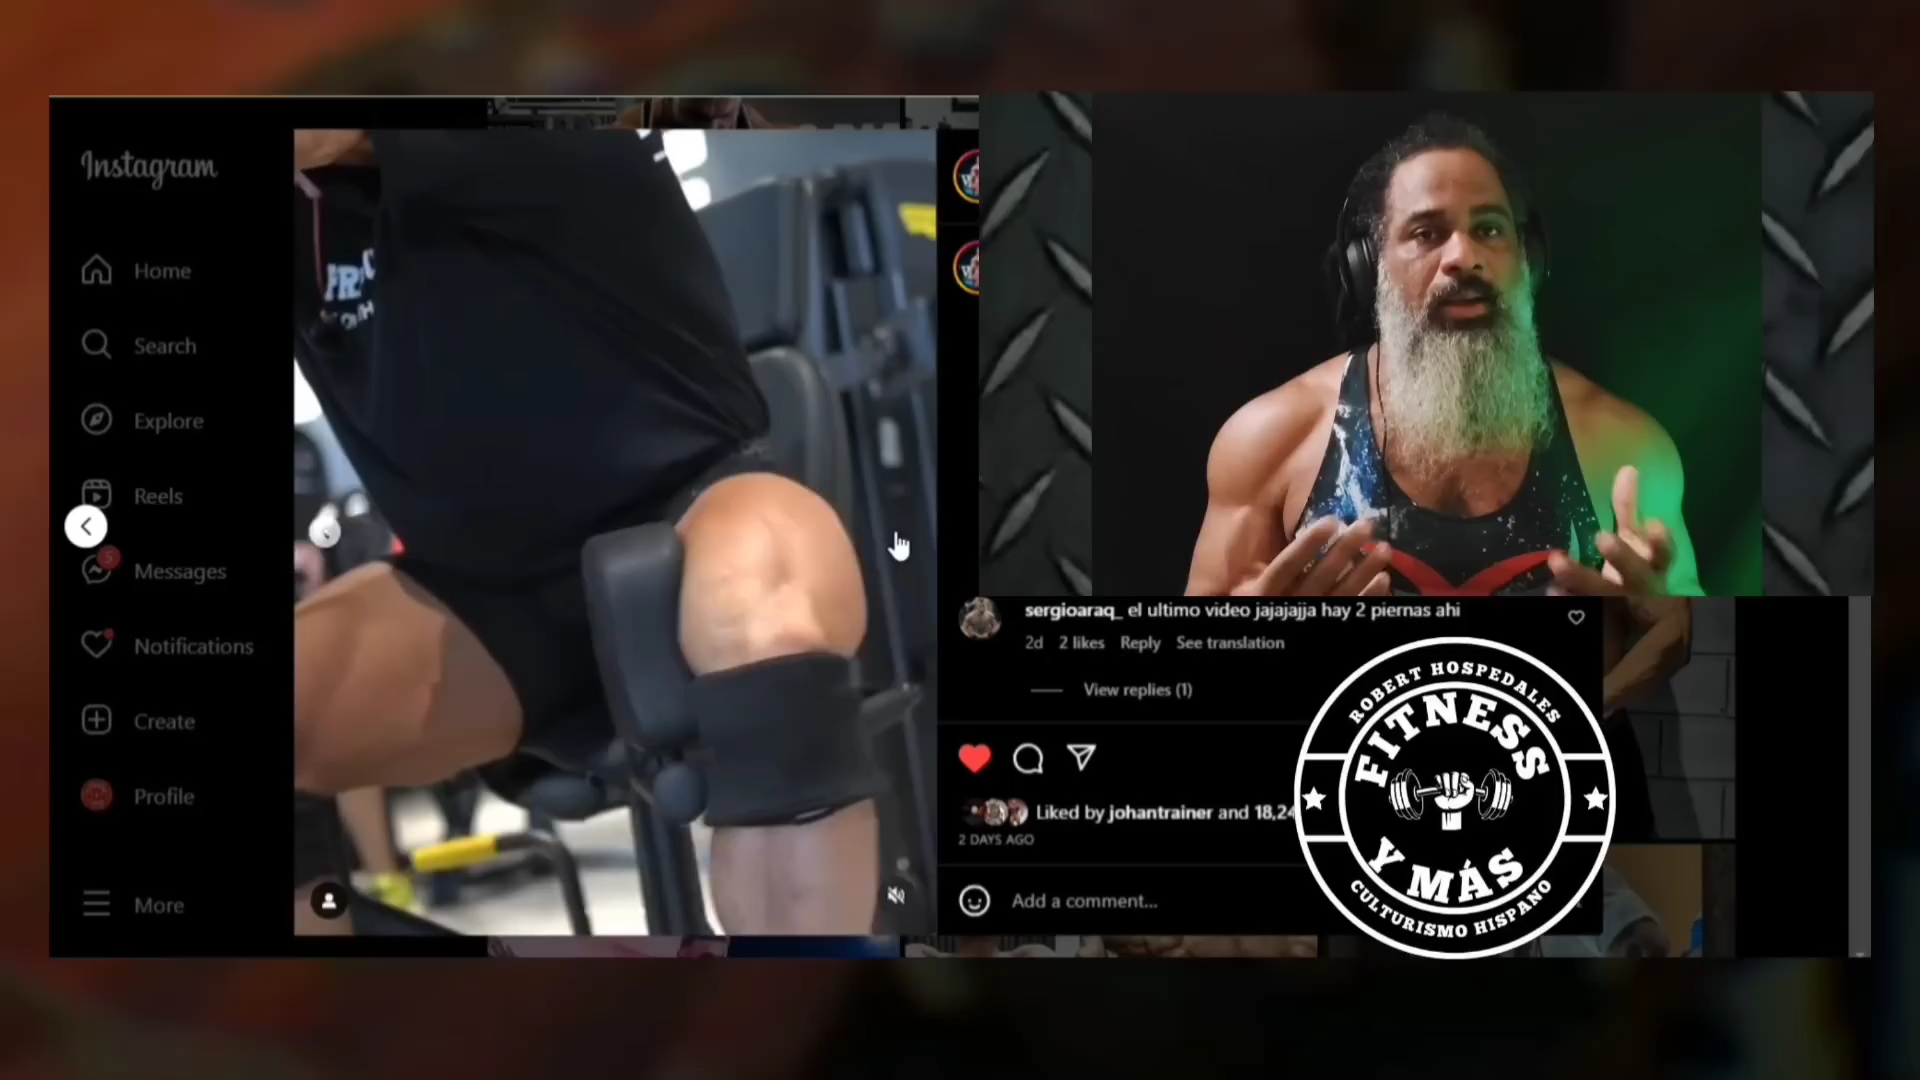 Instagram
Home
Search
Explore
Reels
5
Messages
Notifications
Create
Profile
More
sergioaraq_ el ultimo video jajajajja hay 2 piernas ahi
2d 2 likes Reply See translation
View replies (1)
Liked by johantrainer and 18,24
2 DAYS AGO
Add a comment...
ROBERT HOSPEDALES
FITNESS
Y MÁS
CULTURISMO HISPANO